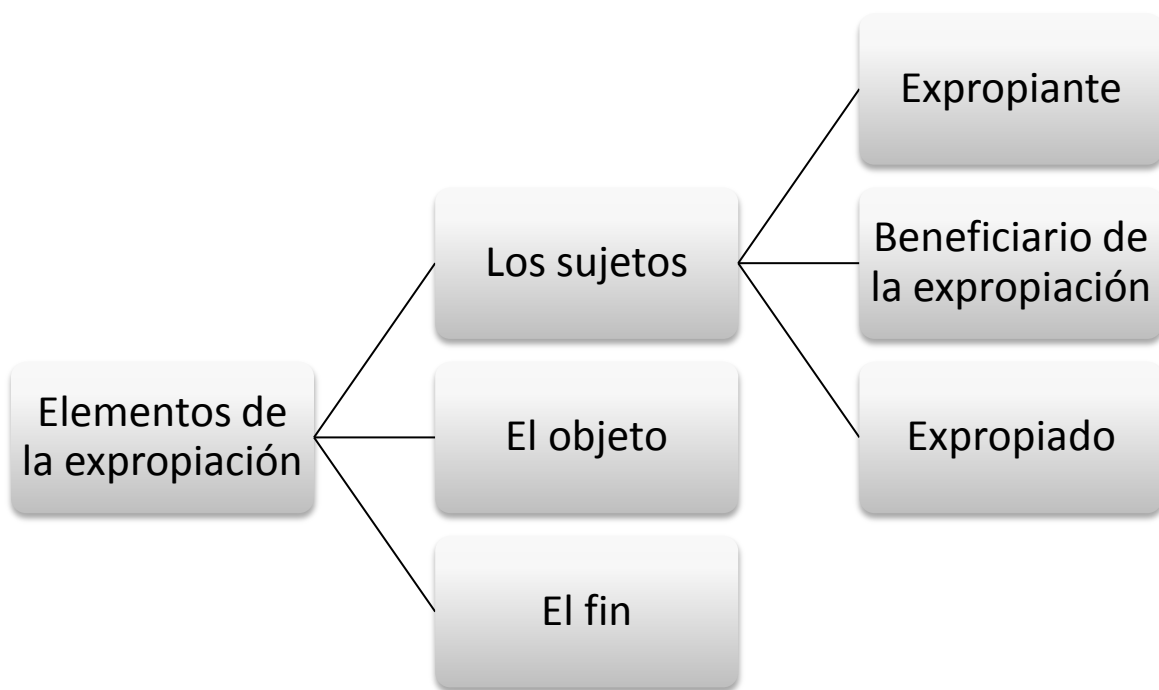 Elementos de
la expropiación
Los sujetos
El objeto
El fin
Expropiante
Beneficiario de
la expropiación
Expropiado